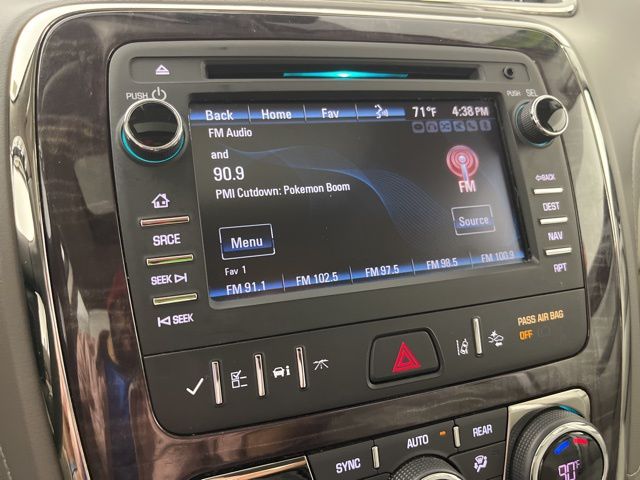 PUSH
PUSH SEL
Back Home Fav 71°F 4:38 PM
FM Audio
and
90.9
PMI Cutdown: Pokemon Boom
FM
Menu
Source
Fav 1
FM 91.1 FM 102.5 FM 97.5 FM 98.5 FM 100.9
SRCE
SEEK
SEEK
BACK
DEST
NAV
RPT
PASS AIR BAG
OFF
SYNC
AUTO
REAR
90°F